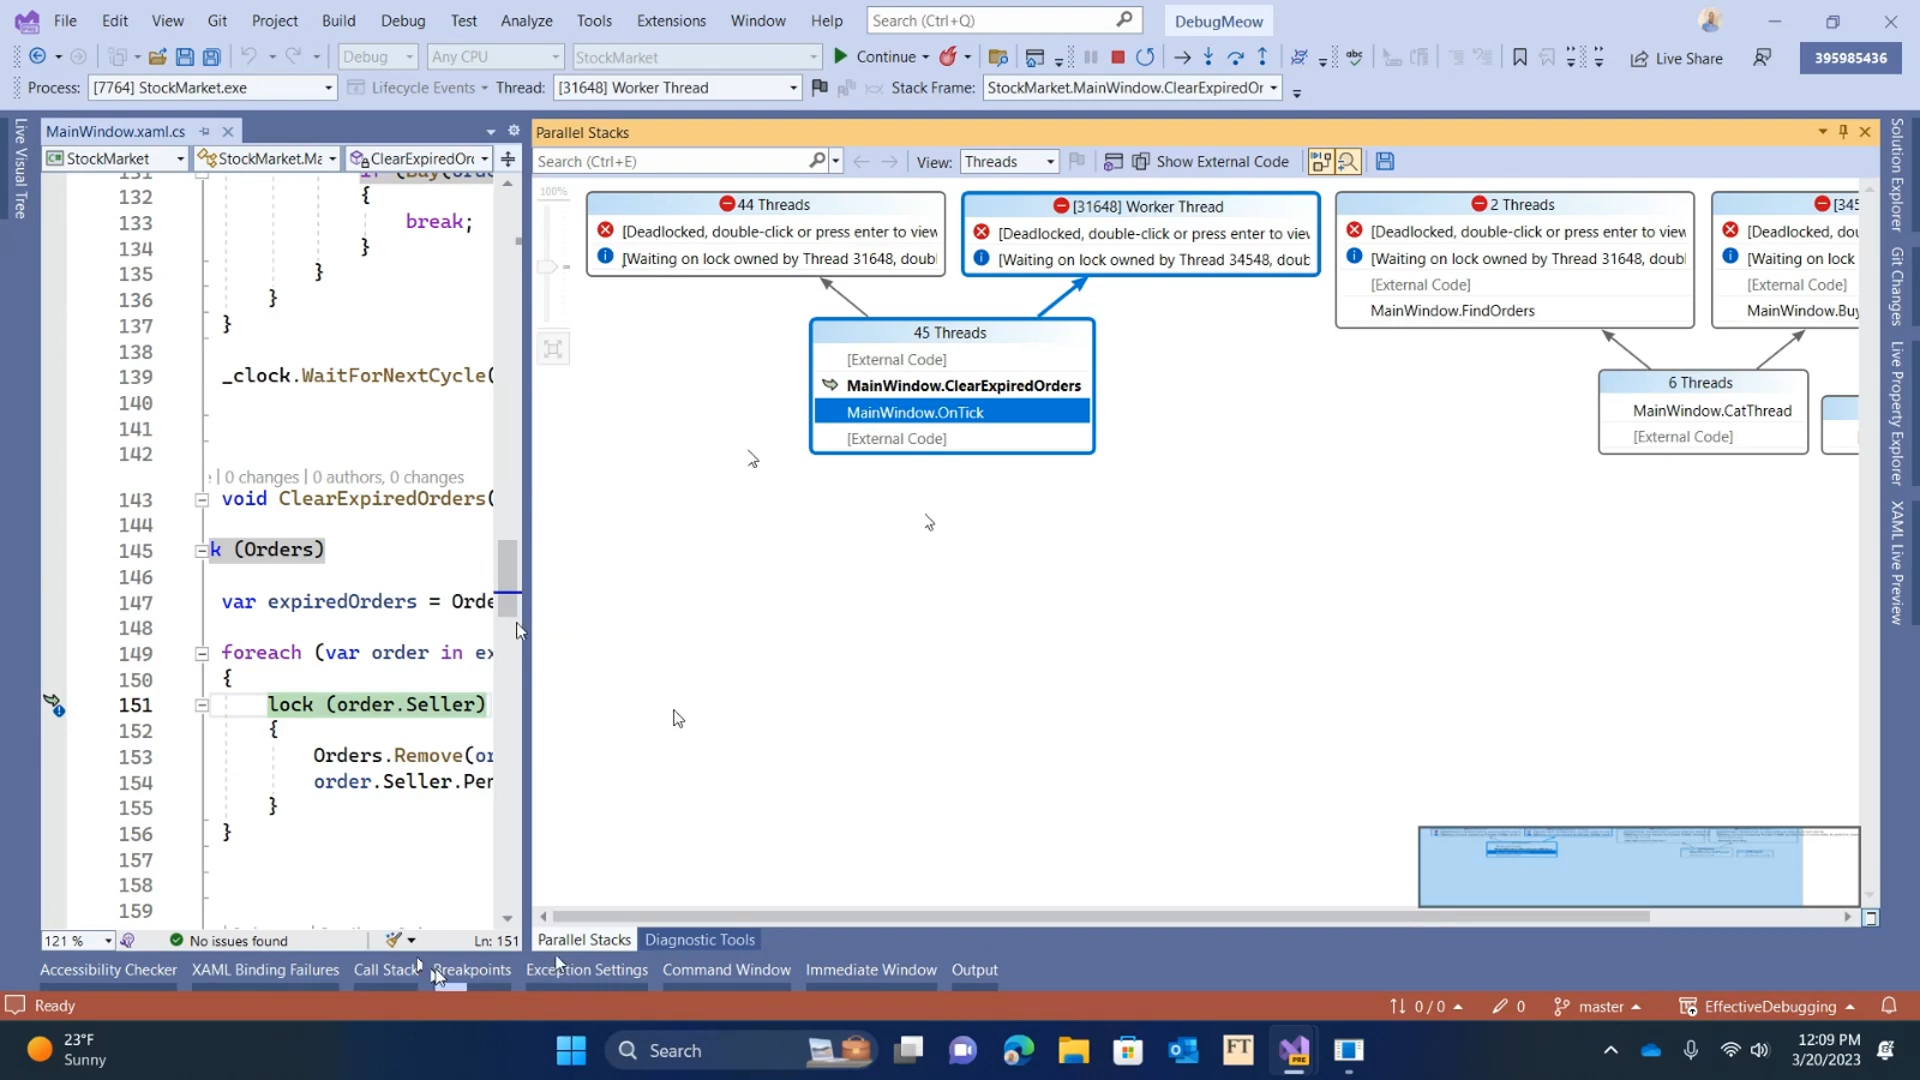 File Edit View Git Project Build Debug Test Analyze Tools Extensions Window Help Search (Ctrl+Q) DebugMeow
Debug Any CPU StockMarket Continue Live Share 395985436
Process: [7764] StockMarket.exe Lifecycle Events Thread: [31648] Worker Thread Stack Frame: StockMarket.MainWindow.ClearExpiredOr
Live Visual Tree
MainWindow.xaml.cs
StockMarket StockMarket.Ma ClearExpiredOr
132 {
133 break;
134 }
135 }
136 }
137 }
138
139 _clock.WaitForNextCycle(
140
141
142
| 0 changes | 0 authors, 0 changes
143 void ClearExpiredOrders(
144
145 k (Orders)
146
147 var expiredOrders = Orde
148
149 foreach (var order in ex
150 {
151 lock (order.Seller)
152 {
153 Orders.Remove(or
154 order.Seller.Per
155 }
156 }
157
158
159
121 % No issues found Ln: 151
Parallel Stacks
Search (Ctrl+E) View: Threads Show External Code
100%
44 Threads
[Deadlocked, double-click or press enter to view
[Waiting on lock owned by Thread 31648, doubl
[31648] Worker Thread
[Deadlocked, double-click or press enter to view
[Waiting on lock owned by Thread 34548, doub
2 Threads
[Deadlocked, double-click or press enter to view
[Waiting on lock owned by Thread 31648, doubl
[External Code]
MainWindow.FindOrders
[345
[Deadlocked, dou
[Waiting on lock
[External Code]
MainWindow.Buy
45 Threads
[External Code]
MainWindow.ClearExpiredOrders
MainWindow.OnTick
[External Code]
6 Threads
MainWindow.CatThread
[External Code]
Solution Explorer
Git Changes
Live Property Explorer
XAML Live Preview
Parallel Stacks Diagnostic Tools
Accessibility Checker XAML Binding Failures Call Stack Breakpoints Exception Settings Command Window Immediate Window Output
Ready 0 / 0 0 master EffectiveDebugging
23°F
Sunny
Search
PRE
FT
PRE
12:09 PM
3/20/2023